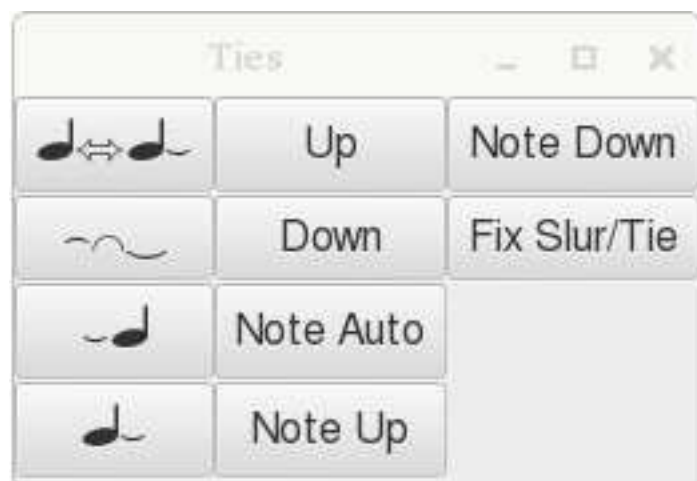 Ties
Up
Note Down
Down
Fix Slur/Tie
Note Auto
Note Up